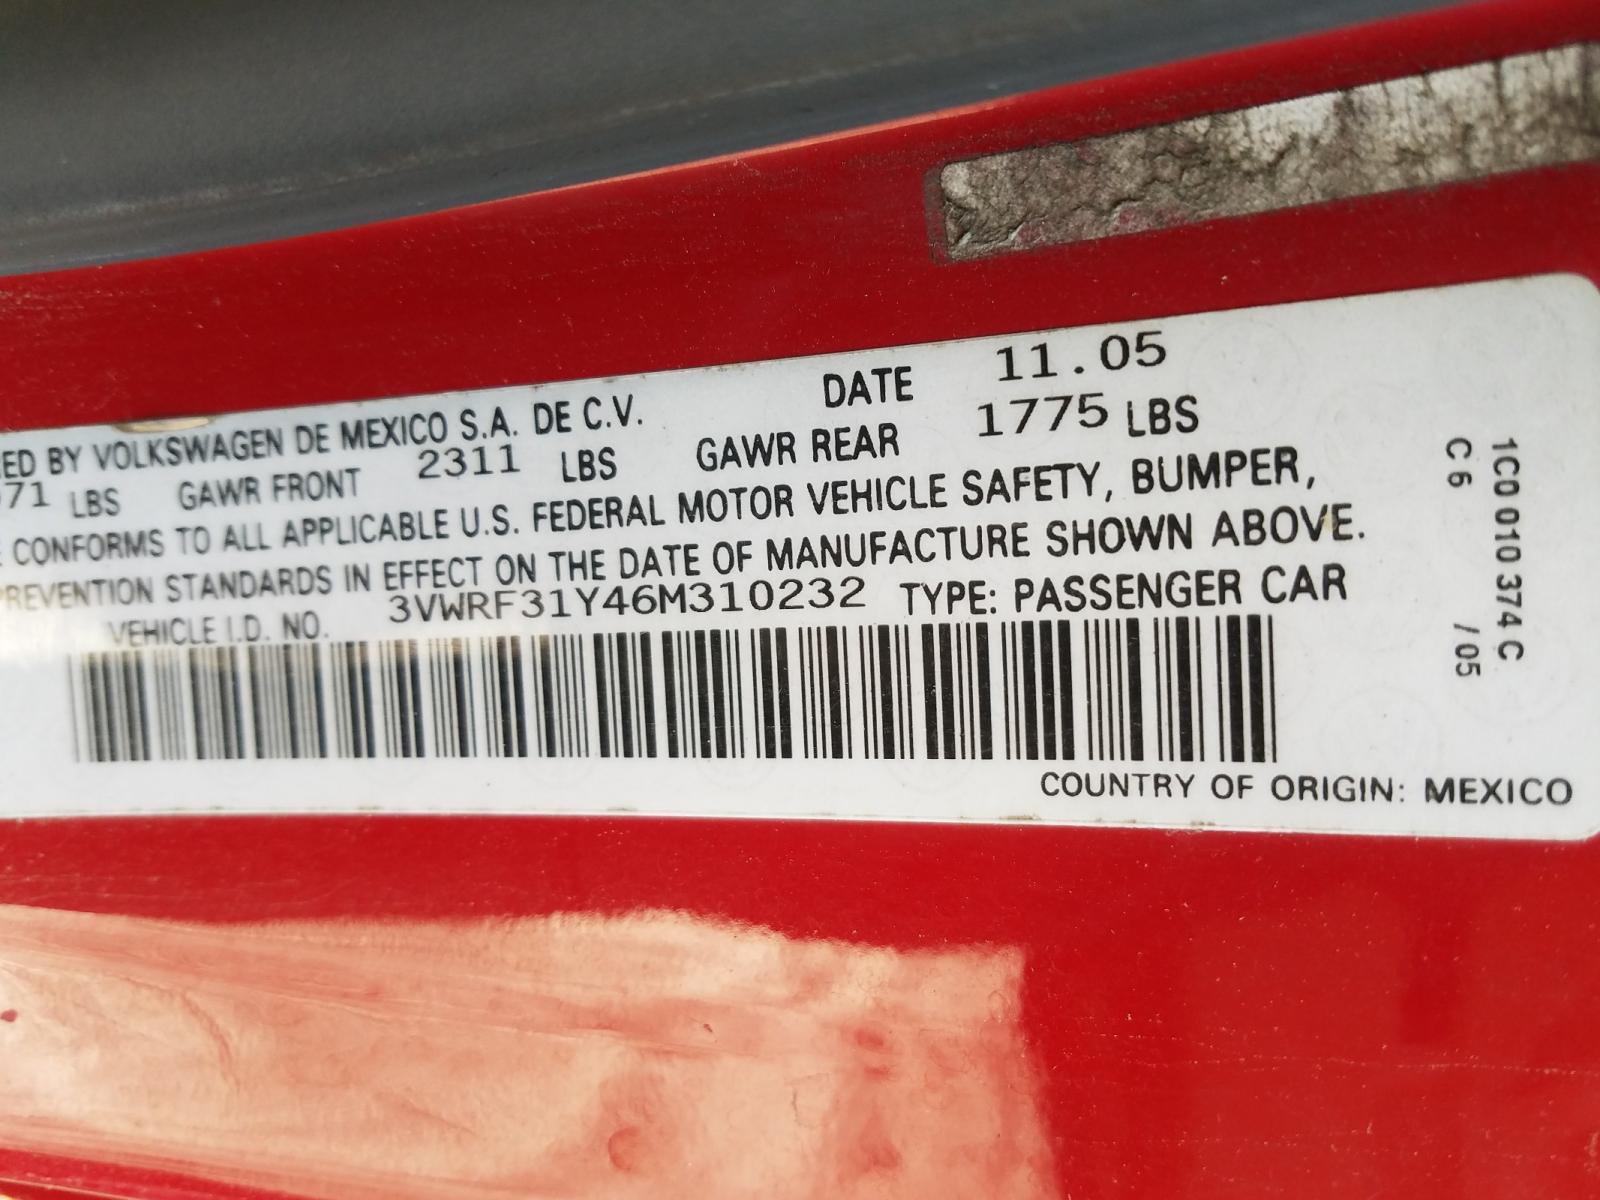 ED BY VOLKSWAGEN DE MEXICO S.A. DE C.V. DATE 11.05
71 LBS GAWR FRONT 2311 LBS GAWR REAR 1775 LBS
CONFORMS TO ALL APPLICABLE U.S. FEDERAL MOTOR VEHICLE SAFETY, BUMPER,
PREVENTION STANDARDS IN EFFECT ON THE DATE OF MANUFACTURE SHOWN ABOVE.
VEHICLE I.D. NO. 3VWRF31Y46M310232 TYPE: PASSENGER CAR
COUNTRY OF ORIGIN: MEXICO
1C0 010 374 C
C6 /05